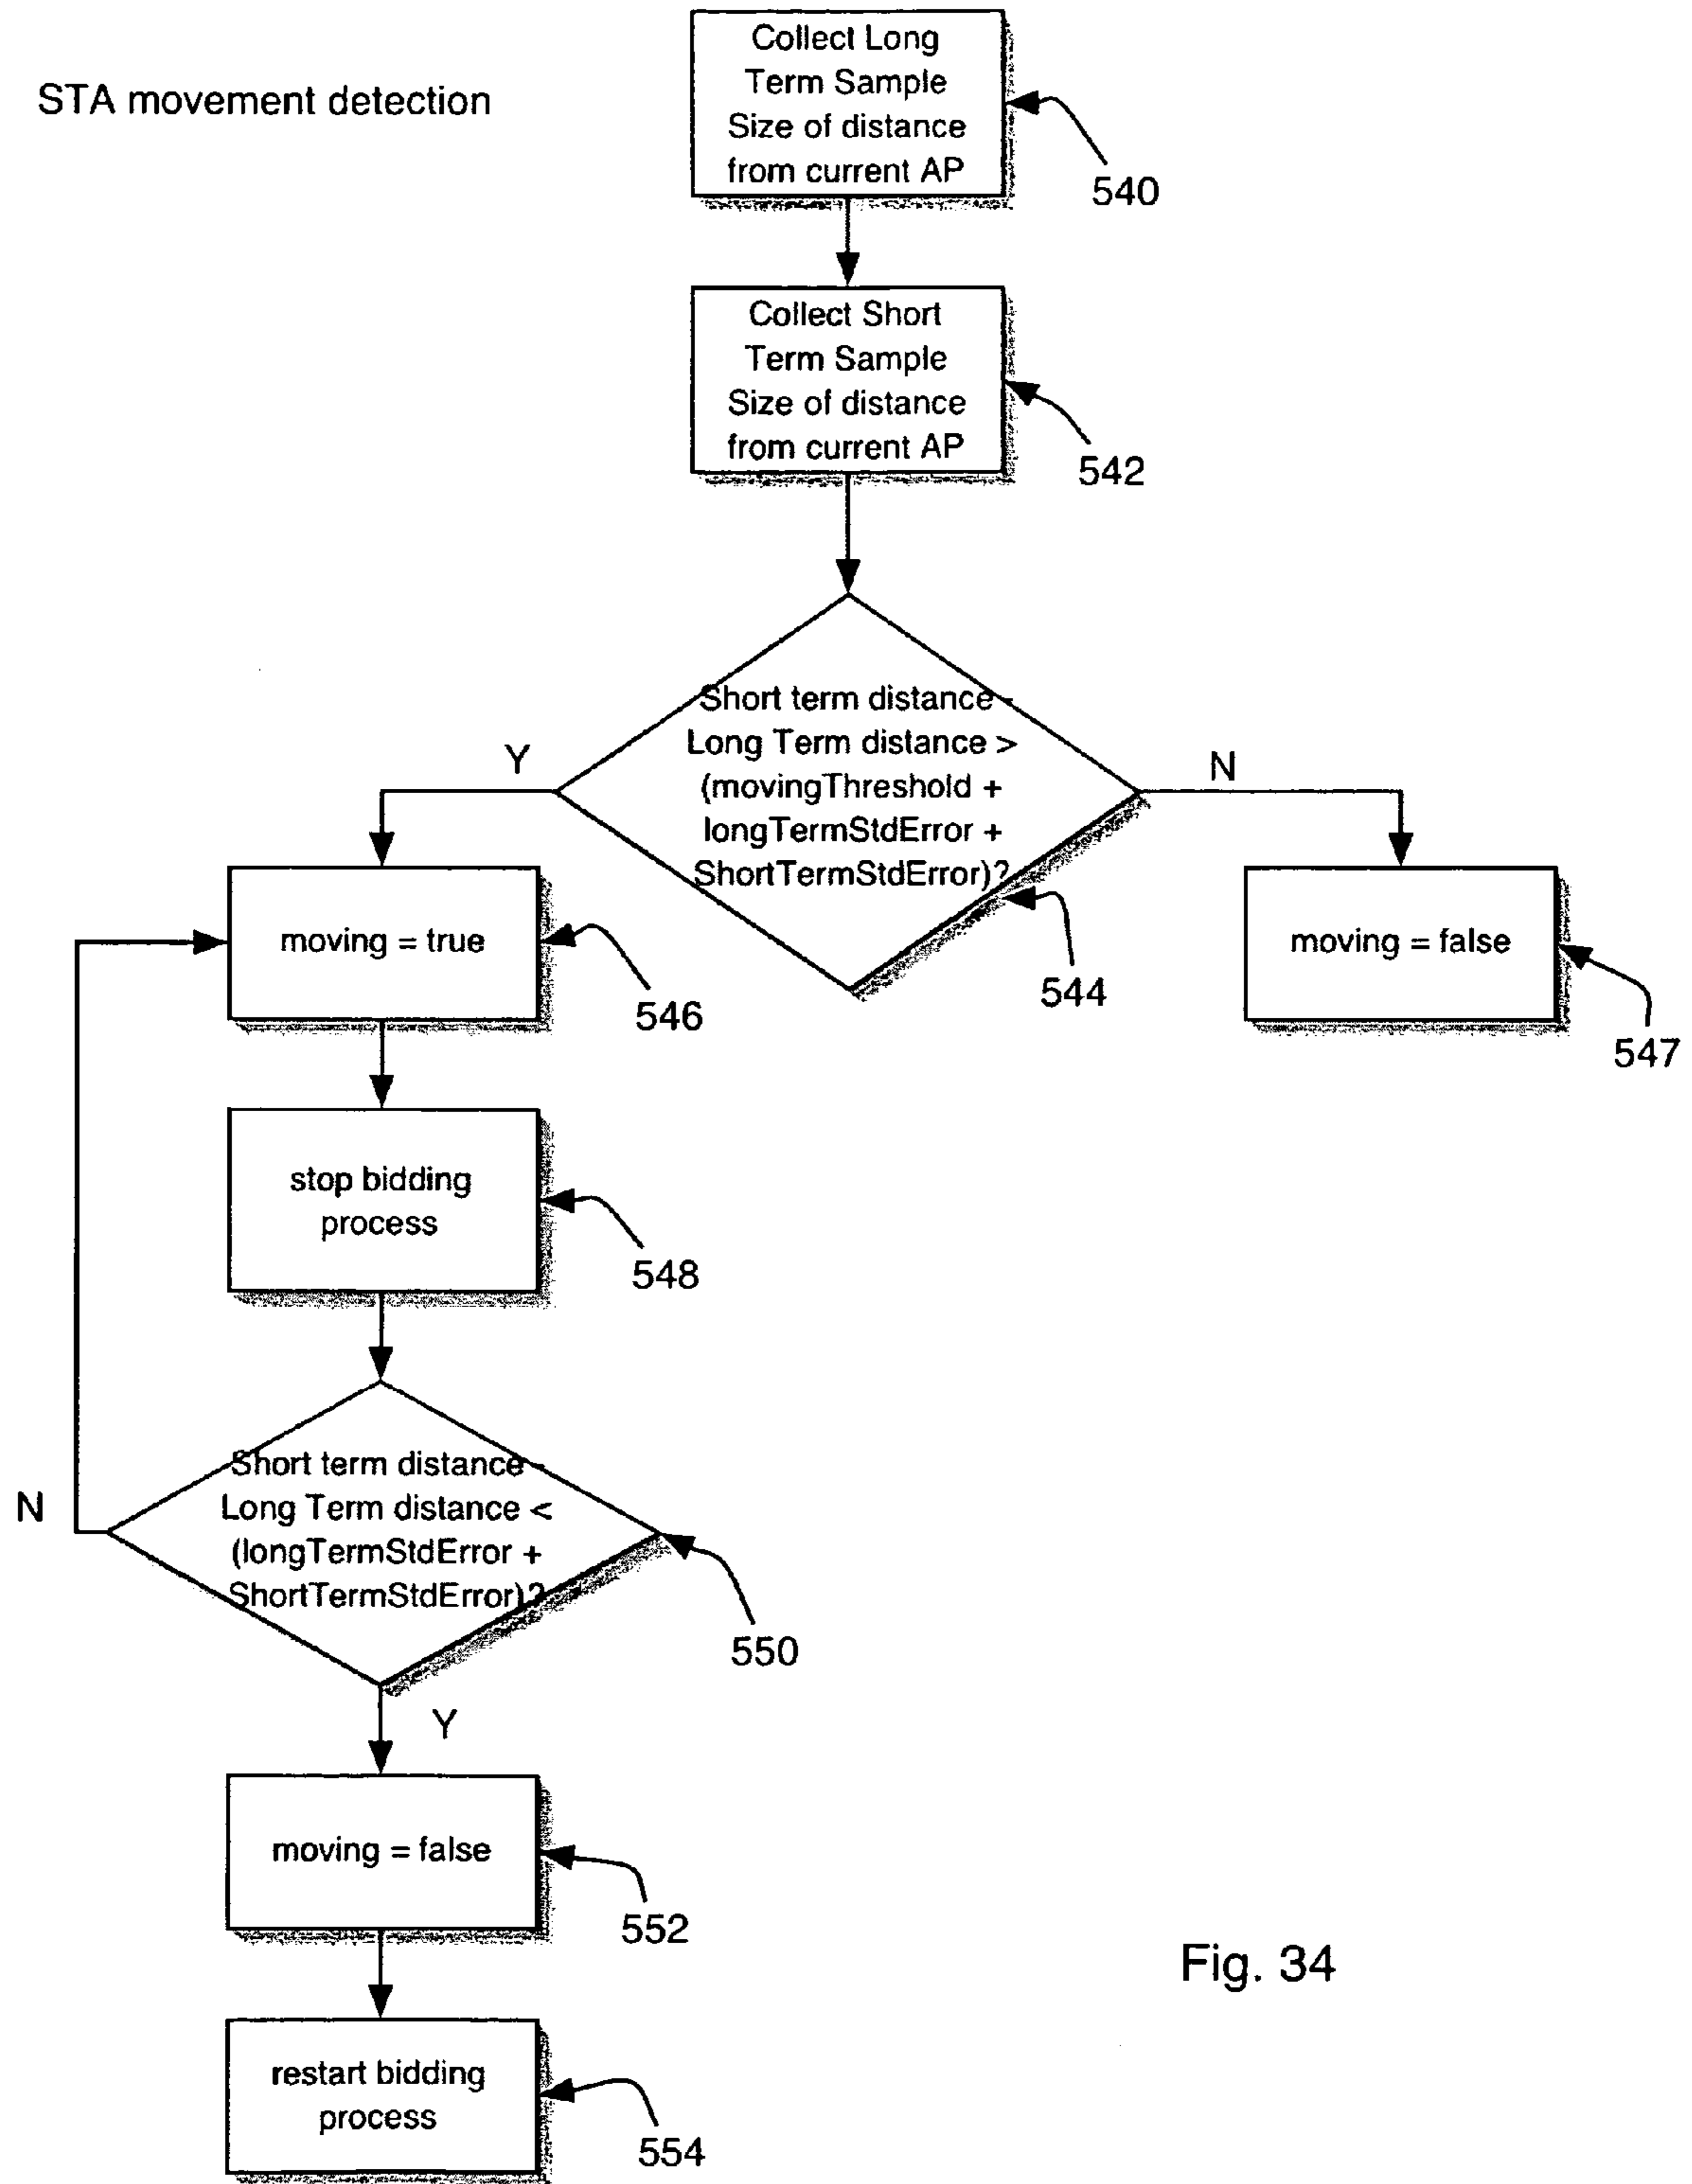 STA movement detection
Collect Long
Term Sample
Size of distance
from current AP
540
Collect Short
Term Sample
Size of distance
from current AP
542
Short term distance -
Long Term distance >
(movingThreshold +
longTermStdError +
ShortTermStdError)?
Y
N
544
moving = true
546
moving = false
547
stop bidding
process
548
Short term distance -
Long Term distance <
(longTermStdError +
ShortTermStdError)?
N
550
Y
moving = false
552
restart bidding
process
554
Fig. 34